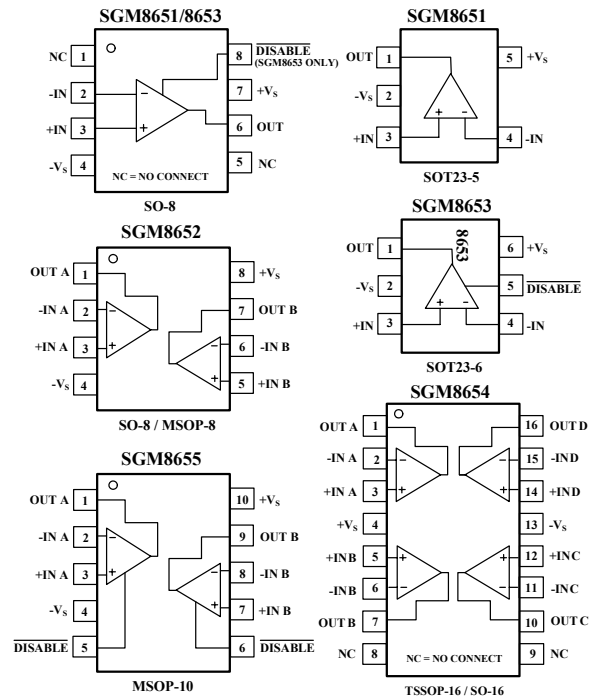 SGM8651/8653
NC 1
8 DISABLE
(SGM8653 ONLY)
-IN 2
7 +VS
+IN 3
6 OUT
-VS 4
5 NC
NC = NO CONNECT
SO-8
SGM8651
OUT 1
5 +VS
-VS 2
+IN 3
4 -IN
SOT23-5
SGM8652
OUT A 1
8 +VS
-IN A 2
7 OUT B
+IN A 3
6 -IN B
-VS 4
5 +IN B
SO-8 / MSOP-8
SGM8653
8653
OUT 1
6 +VS
-VS 2
5 DISABLE
+IN 3
4 -IN
SOT23-6
SGM8655
OUT A 1
10 +VS
-IN A 2
9 OUT B
+IN A 3
8 -IN B
-VS 4
7 +IN B
DISABLE 5
6 DISABLE
MSOP-10
SGM8654
OUT A 1
16 OUT D
-IN A 2
15 -IND
+IN A 3
14 +IND
+VS 4
13 -VS
+INB 5
12 +INC
-INB 6
11 -INC
OUT B 7
10 OUT C
NC 8
9 NC
NC = NO CONNECT
TSSOP-16 / SO-16